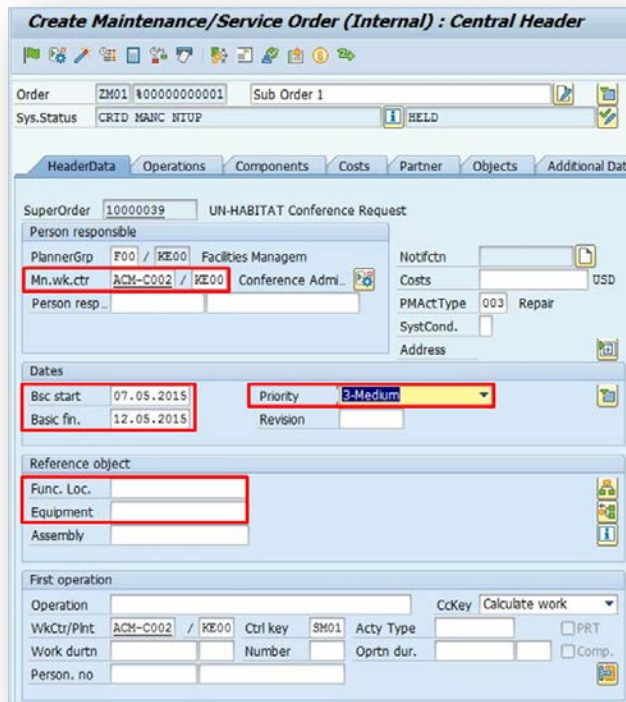 Create Maintenance/Service Order (Internal) : Central Header
Order ZM01 %00000000001 Sub Order 1
Sys.Status CRTD MANC NTUP HELD
HeaderData Operations Components Costs Partner Objects Additional Dat
SuperOrder 10000039 UN-HABITAT Conference Request
Person responsible
PlannerGrp F00 / KE00 Facilities Managem Notifctn
Mn.wk.ctr ACM-C002 / KE00 Conference Admi… Costs USD
Person resp… PMActType 003 Repair
SystCond.
Address
Dates
Bsc start 07.05.2015 Priority 3-Medium
Basic fin. 12.05.2015 Revision
Reference object
Func. Loc.
Equipment
Assembly
First operation
Operation CcKey Calculate work
WkCtr/Plnt ACM-C002 / KE00 Ctrl key SM01 Acty Type PRT
Work durtn Number Oprtn dur. Comp.
Person. no